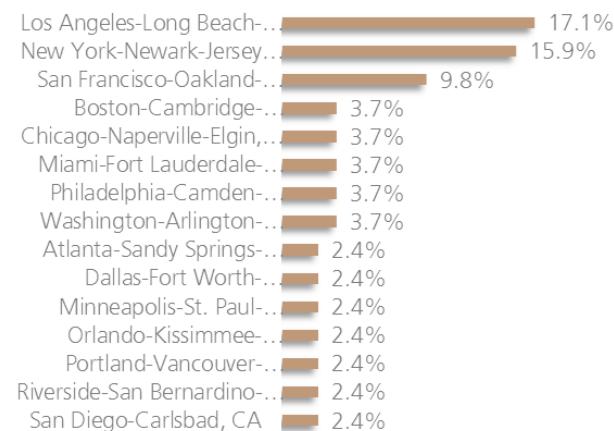 Los Angeles-Long Beach-... 17.1%
New York-Newark-Jersey ... 15.9%
San Francisco-Oakland-... 9.8%
Boston-Cambridge-... 3.7%
Chicago-Naperville-Elgin,... 3.7%
Miami-Fort Lauderdale-... 3.7%
Philadelphia-Camden-... 3.7%
Washington-Arlington-... 3.7%
Atlanta-Sandy Springs-... 2.4%
Dallas-Fort Worth-... 2.4%
Minneapolis-St. Paul-... 2.4%
Orlando-Kissimmee-... 2.4%
Portland-Vancouver-... 2.4%
Riverside-San Bernardino-... 2.4%
San Diego-Carlsbad, CA 2.4%